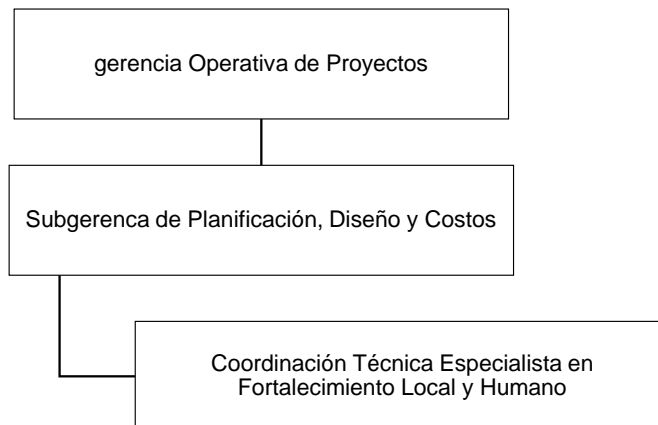 gerencia Operativa de Proyectos
Subgerenca de Planificación, Diseño y Costos
Coordinación Técnica Especialista en
Fortalecimiento Local y Humano